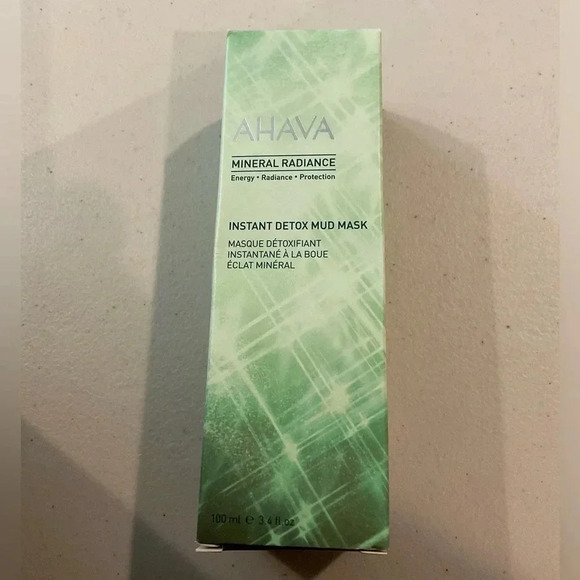 AHAVA
MINERAL RADIANCE
Energy • Radiance • Protection
INSTANT DETOX MUD MASK
MASQUE DÉTOXIFIANT
INSTANTANÉ À LA BOUE
ÉCLAT MINÉRAL
100 ml ℮ 3.4 fl.oz